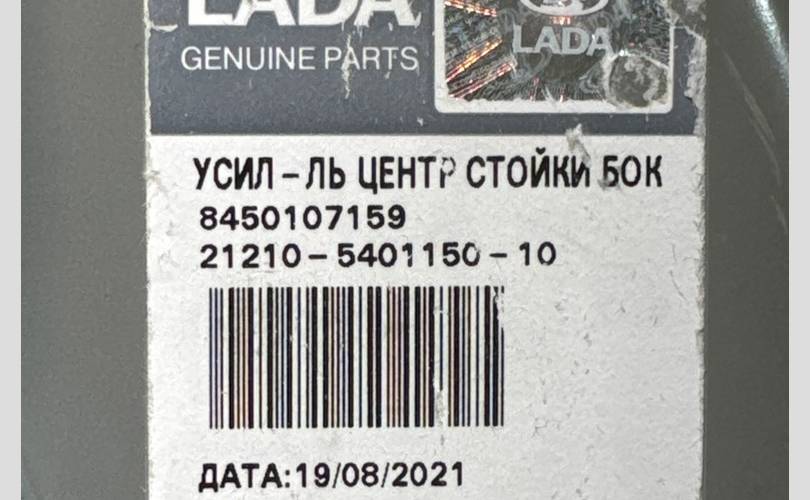 LADA
GENUINE PARTS
LADA
УСИЛ-ЛЬ ЦЕНТР СТОЙКИ БОК
8450107159
21210-5401150-10
ДАТА:19/08/2021